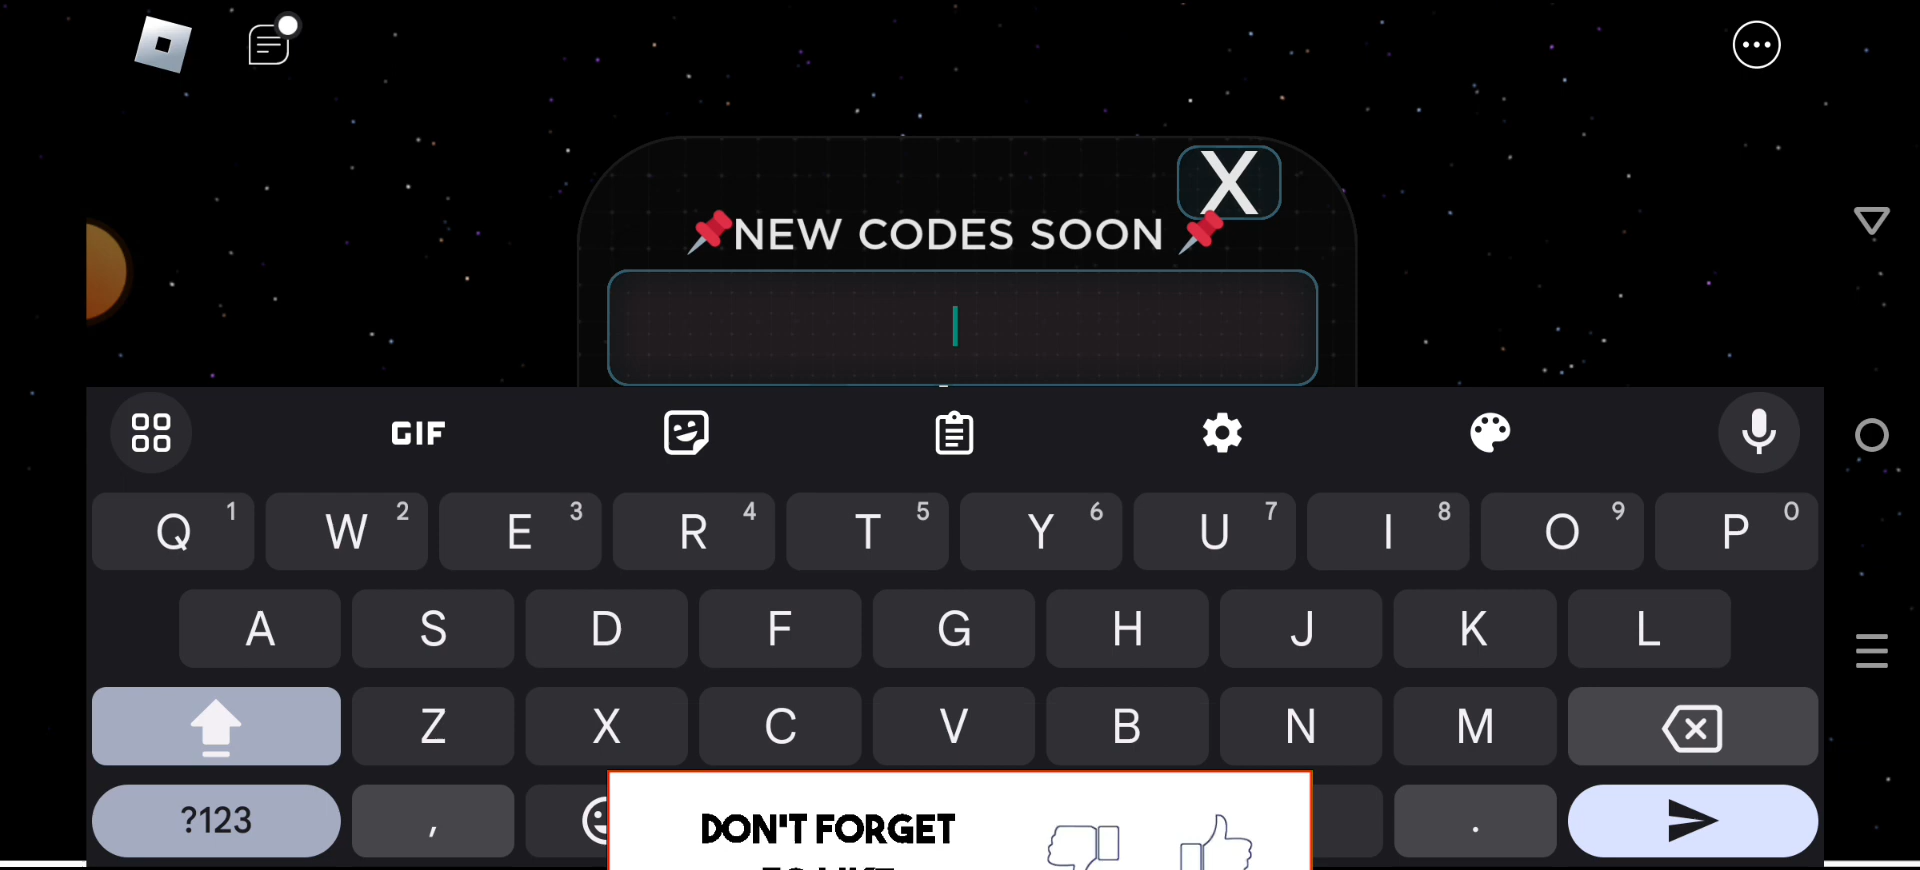 X
📌NEW CODES SOON 📌
GIF
Q 1 W 2 E 3 R 4 T 5 Y 6 U 7 I 8 O 9 P 0
A S D F G H J K L
Z X C V B N M
?123 , .
DON'T FORGET